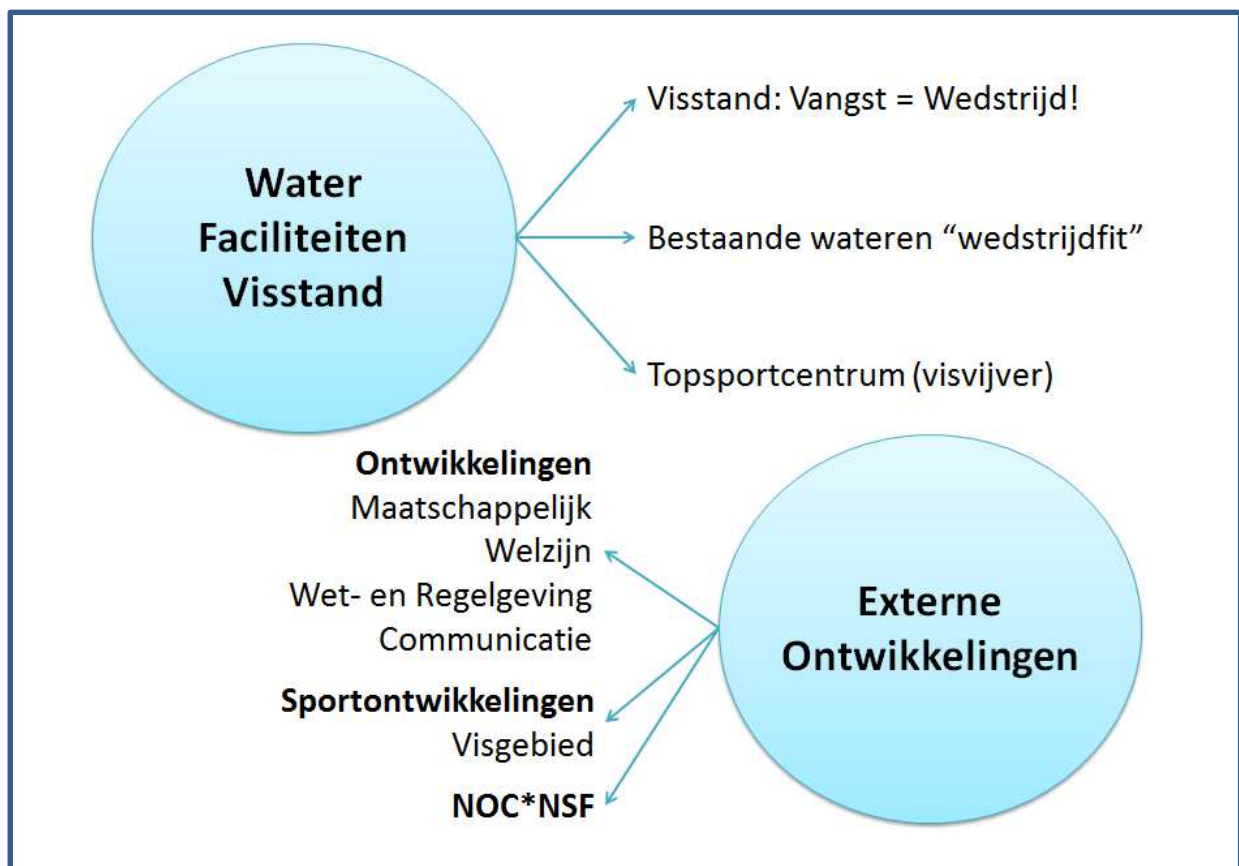 Water
Faciliteiten
Visstand
Visstand: Vangst = Wedstrijd!
Bestaande wateren “wedstrijdfit”
Topsportcentrum (visvijver)
Ontwikkelingen
Maatschappelijk
Welzijn
Wet- en Regelgeving
Communicatie
Sportontwikkelingen
Visgebied
NOC*NSF
Externe
Ontwikkelingen